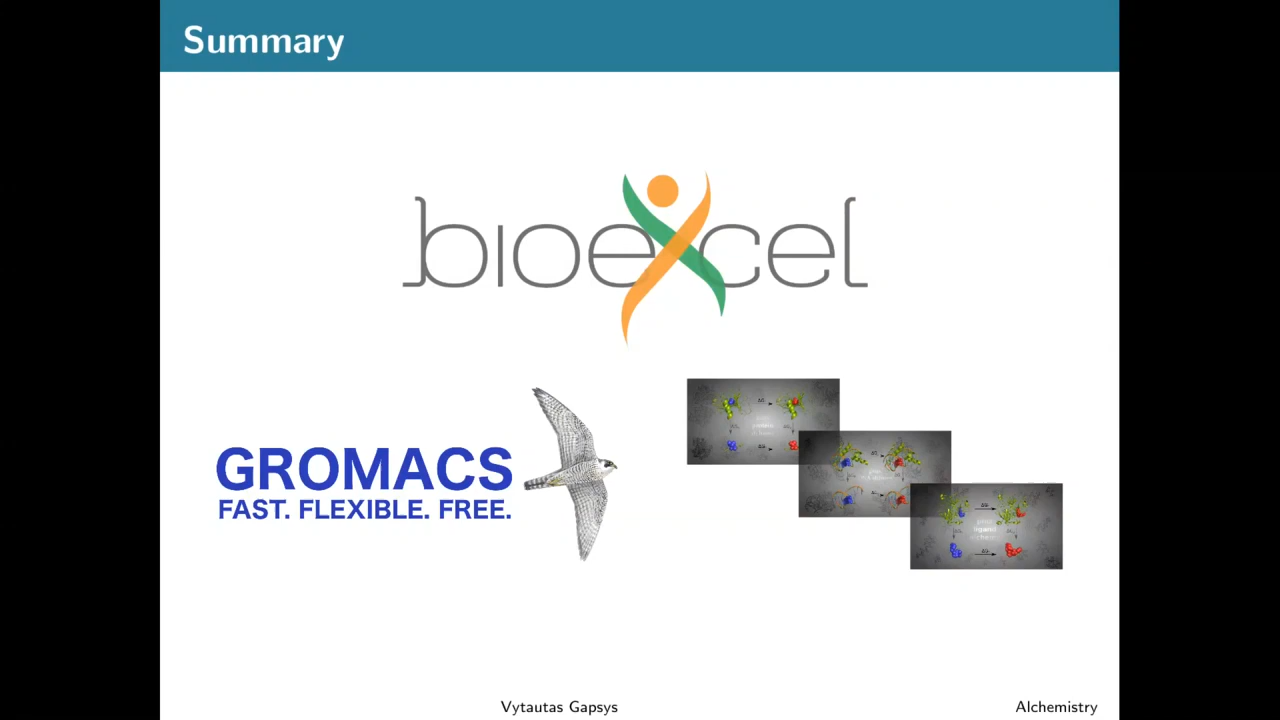 Summary
bioexcel
GROMACS
FAST. FLEXIBLE. FREE.
Vytautas Gapsys
Alchemistry